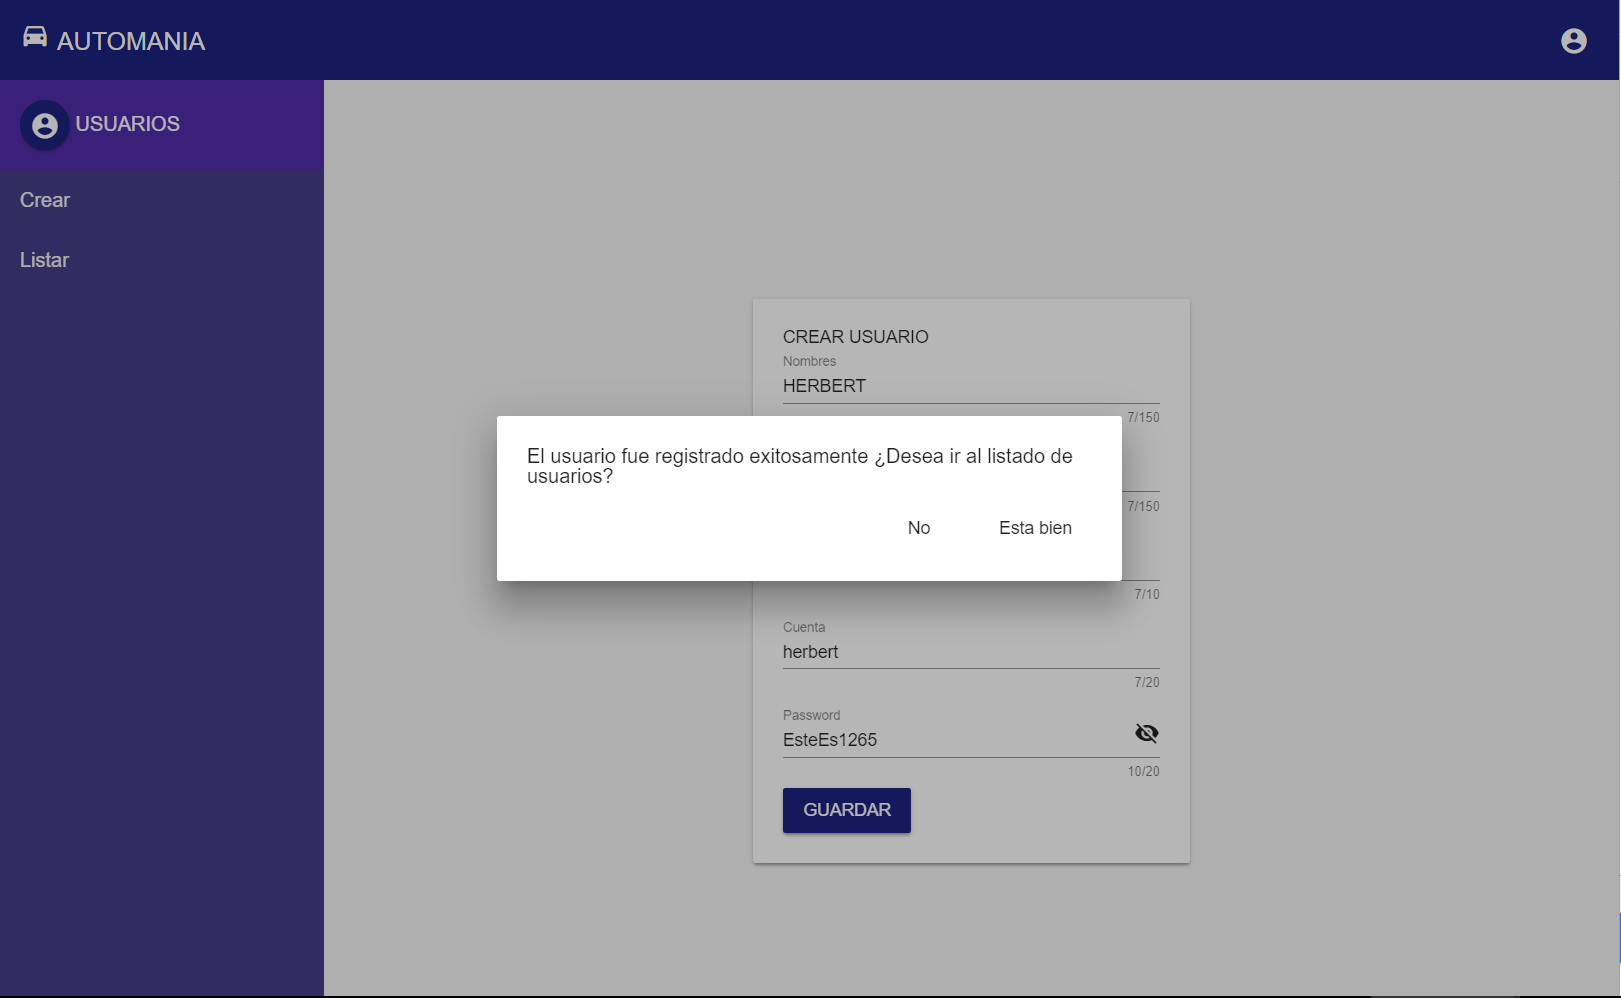 AUTOMANIA
USUARIOS
Crear
Listar
CREAR USUARIO
Nombres
HERBERT
7/150
El usuario fue registrado exitosamente ¿Desea ir al listado de
usuarios?
No
Esta bien
7/150
7/10
Cuenta
herbert
7/20
Password
EsteEs1265
10/20
GUARDAR